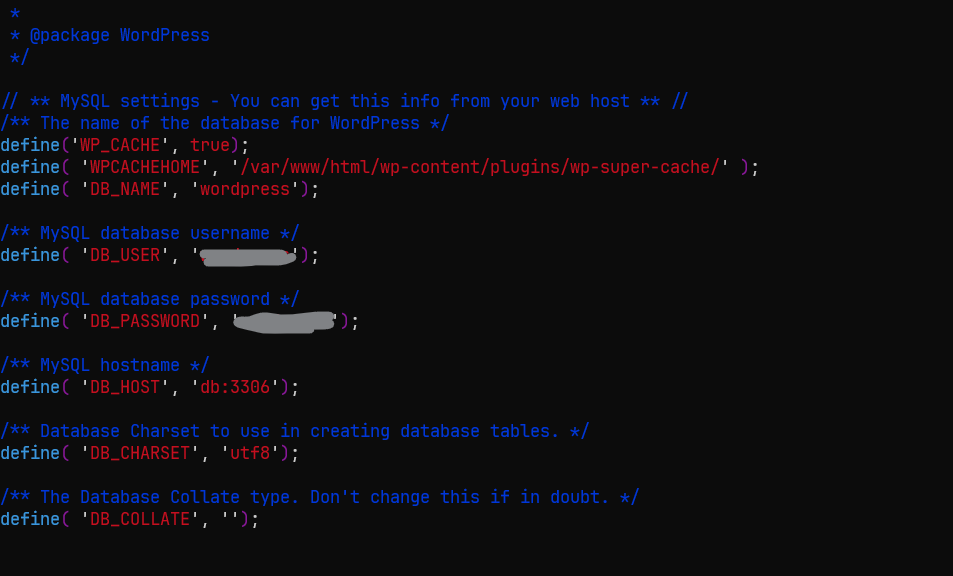 *
* @package WordPress
*/
// ** MySQL settings - You can get this info from your web host ** //
/** The name of the database for WordPress */
define('WP_CACHE', true);
define( 'WPCACHEHOME', '/var/www/html/wp-content/plugins/wp-super-cache/' );
define( 'DB_NAME', 'wordpress');
/** MySQL database username */
define( 'DB_USER', '');
/** MySQL database password */
define( 'DB_PASSWORD', '');
/** MySQL hostname */
define( 'DB_HOST', 'db:3306');
/** Database Charset to use in creating database tables. */
define( 'DB_CHARSET', 'utf8');
/** The Database Collate type. Don't change this if in doubt. */
define( 'DB_COLLATE', '');